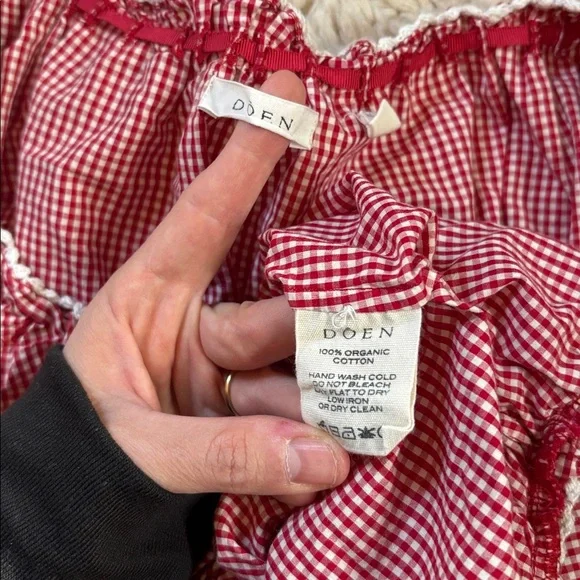 DOEN
DOEN
100% ORGANIC
COTTON
HAND WASH COLD
DO NOT BLEACH
LAY FLAT TO DRY
LOW IRON
OR DRY CLEAN